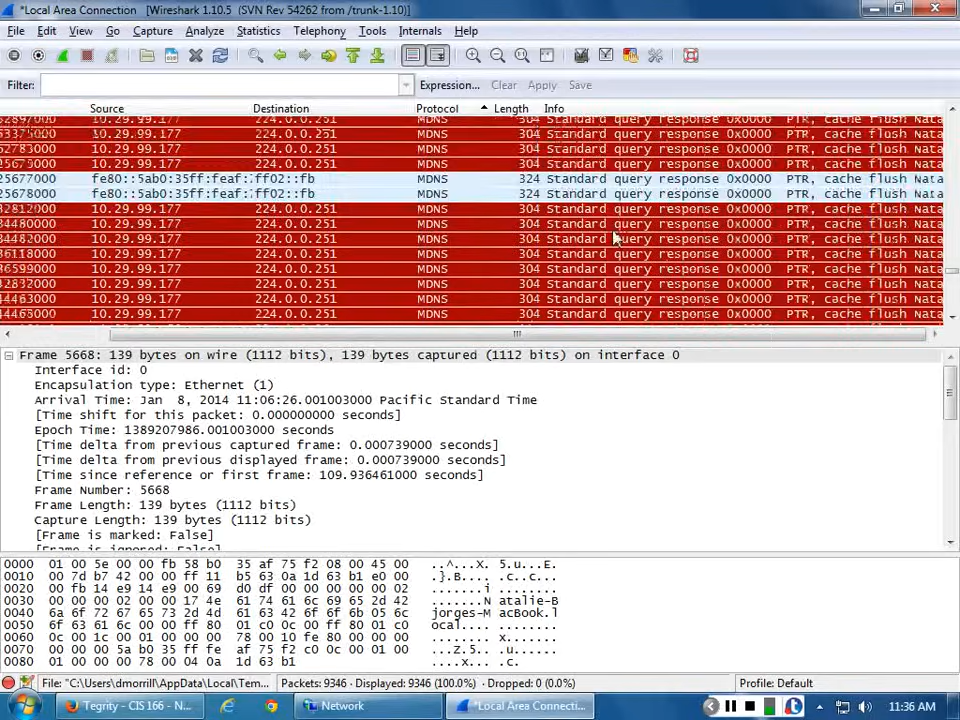 *Local Area Connection   [Wireshark 1.10.5  (SVN Rev 54262 from /trunk-1.10)]
File Edit View Go Capture Analyze Statistics Telephony Tools Internals Help
Filter: Expression... Clear Apply Save
Source Destination Protocol Length Info
10.29.99.177 224.0.0.251 MDNS 304 Standard query response 0x0000 PTR, cache flush Nata
53375000 10.29.99.177 224.0.0.251 MDNS 304 Standard query response 0x0000 PTR, cache flush Nata
52783000 10.29.99.177 224.0.0.251 MDNS 304 Standard query response 0x0000 PTR, cache flush Nata
25675000 10.29.99.177 224.0.0.251 MDNS 304 Standard query response 0x0000 PTR, cache flush Nata
25677000 fe80::5ab0:35ff:feaf:ff02::fb MDNS 324 Standard query response 0x0000 PTR, cache flush Nata
25678000 fe80::5ab0:35ff:feaf:ff02::fb MDNS 324 Standard query response 0x0000 PTR, cache flush Nata
32812000 10.29.99.177 224.0.0.251 MDNS 304 Standard query response 0x0000 PTR, cache flush Nata
34480000 10.29.99.177 224.0.0.251 MDNS 304 Standard query response 0x0000 PTR, cache flush Nata
34482000 10.29.99.177 224.0.0.251 MDNS 304 Standard query response 0x0000 PTR, cache flush Nata
36118000 10.29.99.177 224.0.0.251 MDNS 304 Standard query response 0x0000 PTR, cache flush Nata
36599000 10.29.99.177 224.0.0.251 MDNS 304 Standard query response 0x0000 PTR, cache flush Nata
32832000 10.29.99.177 224.0.0.251 MDNS 304 Standard query response 0x0000 PTR, cache flush Nata
44463000 10.29.99.177 224.0.0.251 MDNS 304 Standard query response 0x0000 PTR, cache flush Nata
44465000 10.29.99.177 224.0.0.251 MDNS 304 Standard query response 0x0000 PTR, cache flush Nata
Frame 5668: 139 bytes on wire (1112 bits), 139 bytes captured (1112 bits) on interface 0
Interface id: 0
Encapsulation type: Ethernet (1)
Arrival Time: Jan  8, 2014 11:06:26.001003000 Pacific Standard Time
[Time shift for this packet: 0.000000000 seconds]
Epoch Time: 1389207986.001003000 seconds
[Time delta from previous captured frame: 0.000739000 seconds]
[Time delta from previous displayed frame: 0.000739000 seconds]
[Time since reference or first frame: 109.936461000 seconds]
Frame Number: 5668
Frame Length: 139 bytes (1112 bits)
Capture Length: 139 bytes (1112 bits)
[Frame is marked: False]
[Frame is ignored: False]
0000 01 00 5e 00 00 fb 58 b0 35 af 75 f2 08 00 45 00 ..^...X. 5.u...E.
0010 00 7d b7 42 00 00 ff 11 b5 63 0a 1d 63 b1 e0 00 .}.B.... .c..c...
0020 00 fb 14 e9 14 e9 00 69 d0 df 00 00 00 00 00 02 .......i ........
0030 00 00 00 02 00 00 17 4e 61 74 61 6c 69 65 2d 42 .......N atalie-B
0040 6a 6f 72 67 65 73 2d 4d 61 63 42 6f 6f 6b 05 6c jorges-M acBook.l
0050 6f 63 61 6c 00 00 ff 80 01 c0 0c 00 ff 80 01 c0 ocal.... ........
0060 0c 00 1c 00 01 00 00 00 78 00 10 fe 80 00 00 00 ........ x.......
0070 00 00 00 5a b0 35 ff fe af 75 f2 c0 0c 00 01 00 ...Z.5.. .u......
0080 01 00 00 00 78 00 04 0a 1d 63 b1 ....x... .c.
File: "C:\Users\dmorrill\AppData\Local\Tem... Packets: 9346 · Displayed: 9346 (100.0%) · Dropped: 0 (0.0%) Profile: Default
Tegrity - CIS 166 - N... Network *Local Area Connecti... 11:36 AM